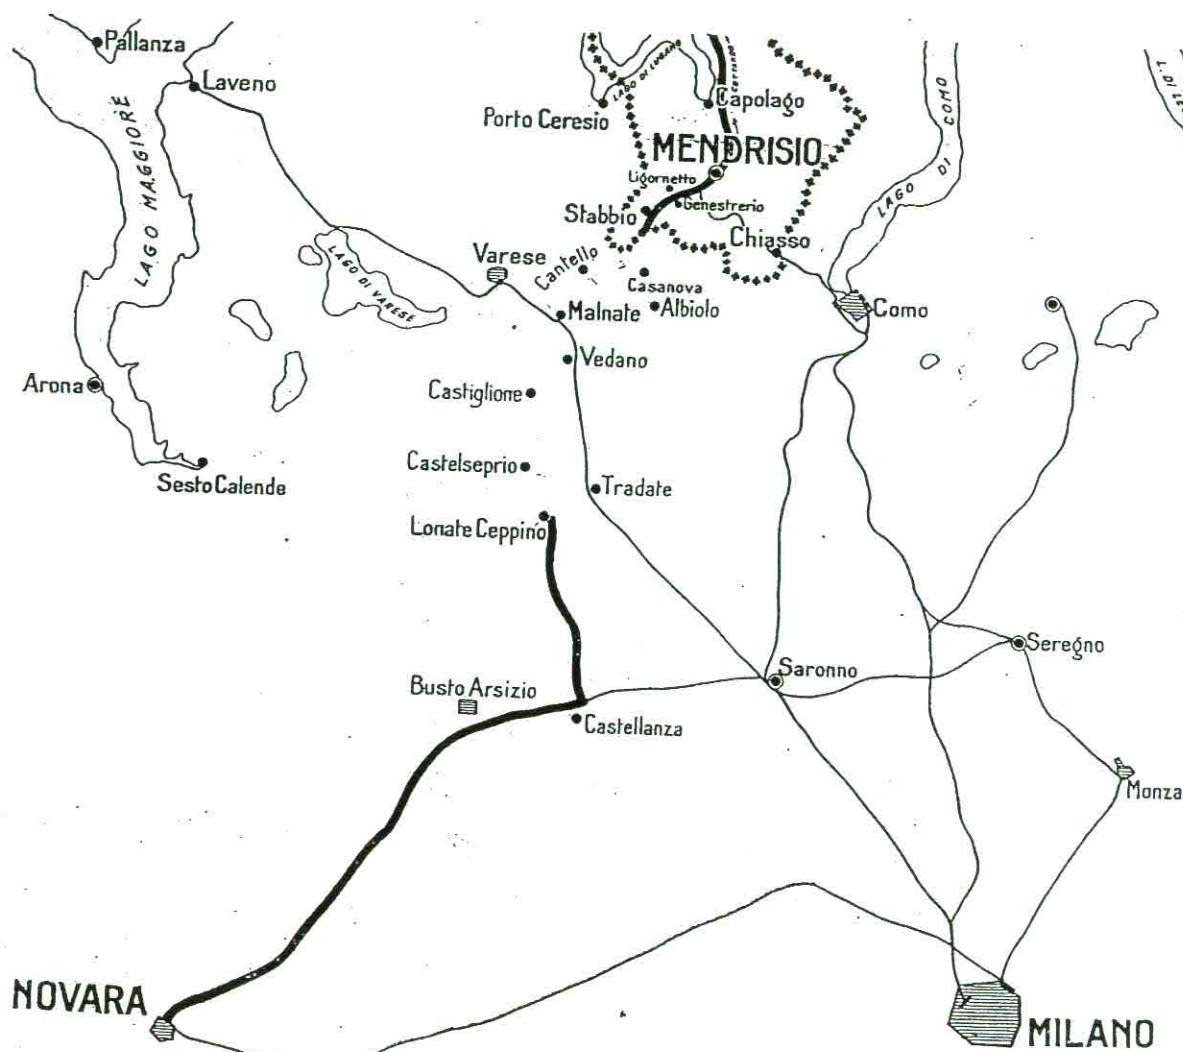 Pallanza
Laveno
LAGO MAGGIORE
Porto Ceresio
LAGO DI LUGANO
Capolago
MENDRISIO
Ligornetto
Genestrerio
Stabbio
Chiasso
LAGO DI COMO
Varese
LAGO DI VARESE
Cantello
Casanova
Malnate
Albiolo
Como
Vedano
Arona
Castiglione
Castelseprio
Sesto Calende
Tradate
Lonate Ceppino
Seregno
Saronno
Busto Arsizio
Castellanza
Monza
NOVARA
MILANO